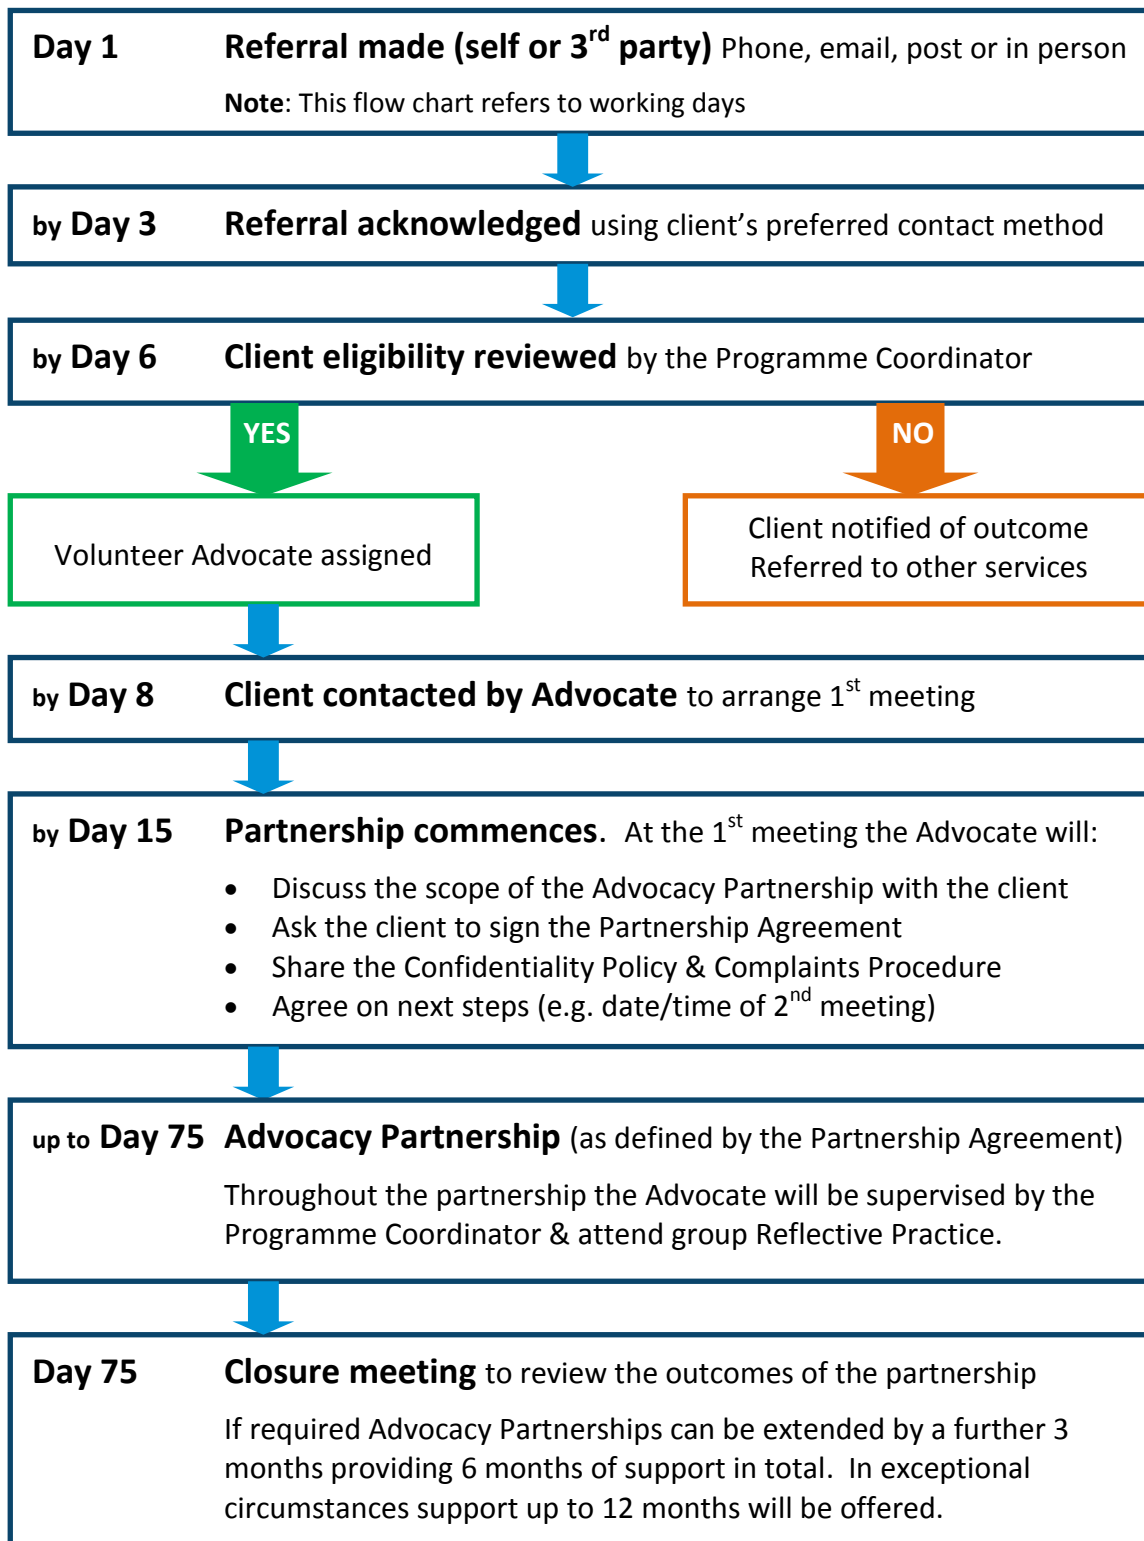 Day 1 Referral made (self or 3rd party) Phone, email, post or in person
Note: This flow chart refers to working days
by Day 3 Referral acknowledged using client’s preferred contact method
by Day 6 Client eligibility reviewed by the Programme Coordinator
YES
NO
Volunteer Advocate assigned
Client notified of outcome
Referred to other services
by Day 8 Client contacted by Advocate to arrange 1st meeting
by Day 15 Partnership commences. At the 1st meeting the Advocate will:
• Discuss the scope of the Advocacy Partnership with the client
• Ask the client to sign the Partnership Agreement
• Share the Confidentiality Policy & Complaints Procedure
• Agree on next steps (e.g. date/time of 2nd meeting)
up to Day 75 Advocacy Partnership (as defined by the Partnership Agreement)
Throughout the partnership the Advocate will be supervised by the
Programme Coordinator & attend group Reflective Practice.
Day 75 Closure meeting to review the outcomes of the partnership
If required Advocacy Partnerships can be extended by a further 3
months providing 6 months of support in total. In exceptional
circumstances support up to 12 months will be offered.